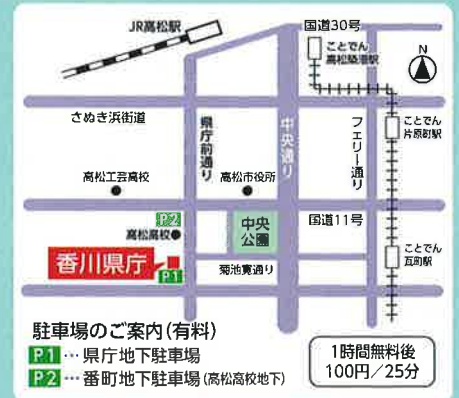 JR高松駅
国道30号
ことでん
高松築港駅
N
さぬき浜街道
県庁前通り
中央通り
フェリー通り
ことでん
片原町駅
高松工芸高校
高松市役所
P2
高松高校
中央
公園
国道11号
香川県庁
P1
菊池寛通り
ことでん
瓦町駅
駐車場のご案内(有料)
P1…県庁地下駐車場
P2…番町地下駐車場(高松高校地下)
1時間無料後
100円/25分